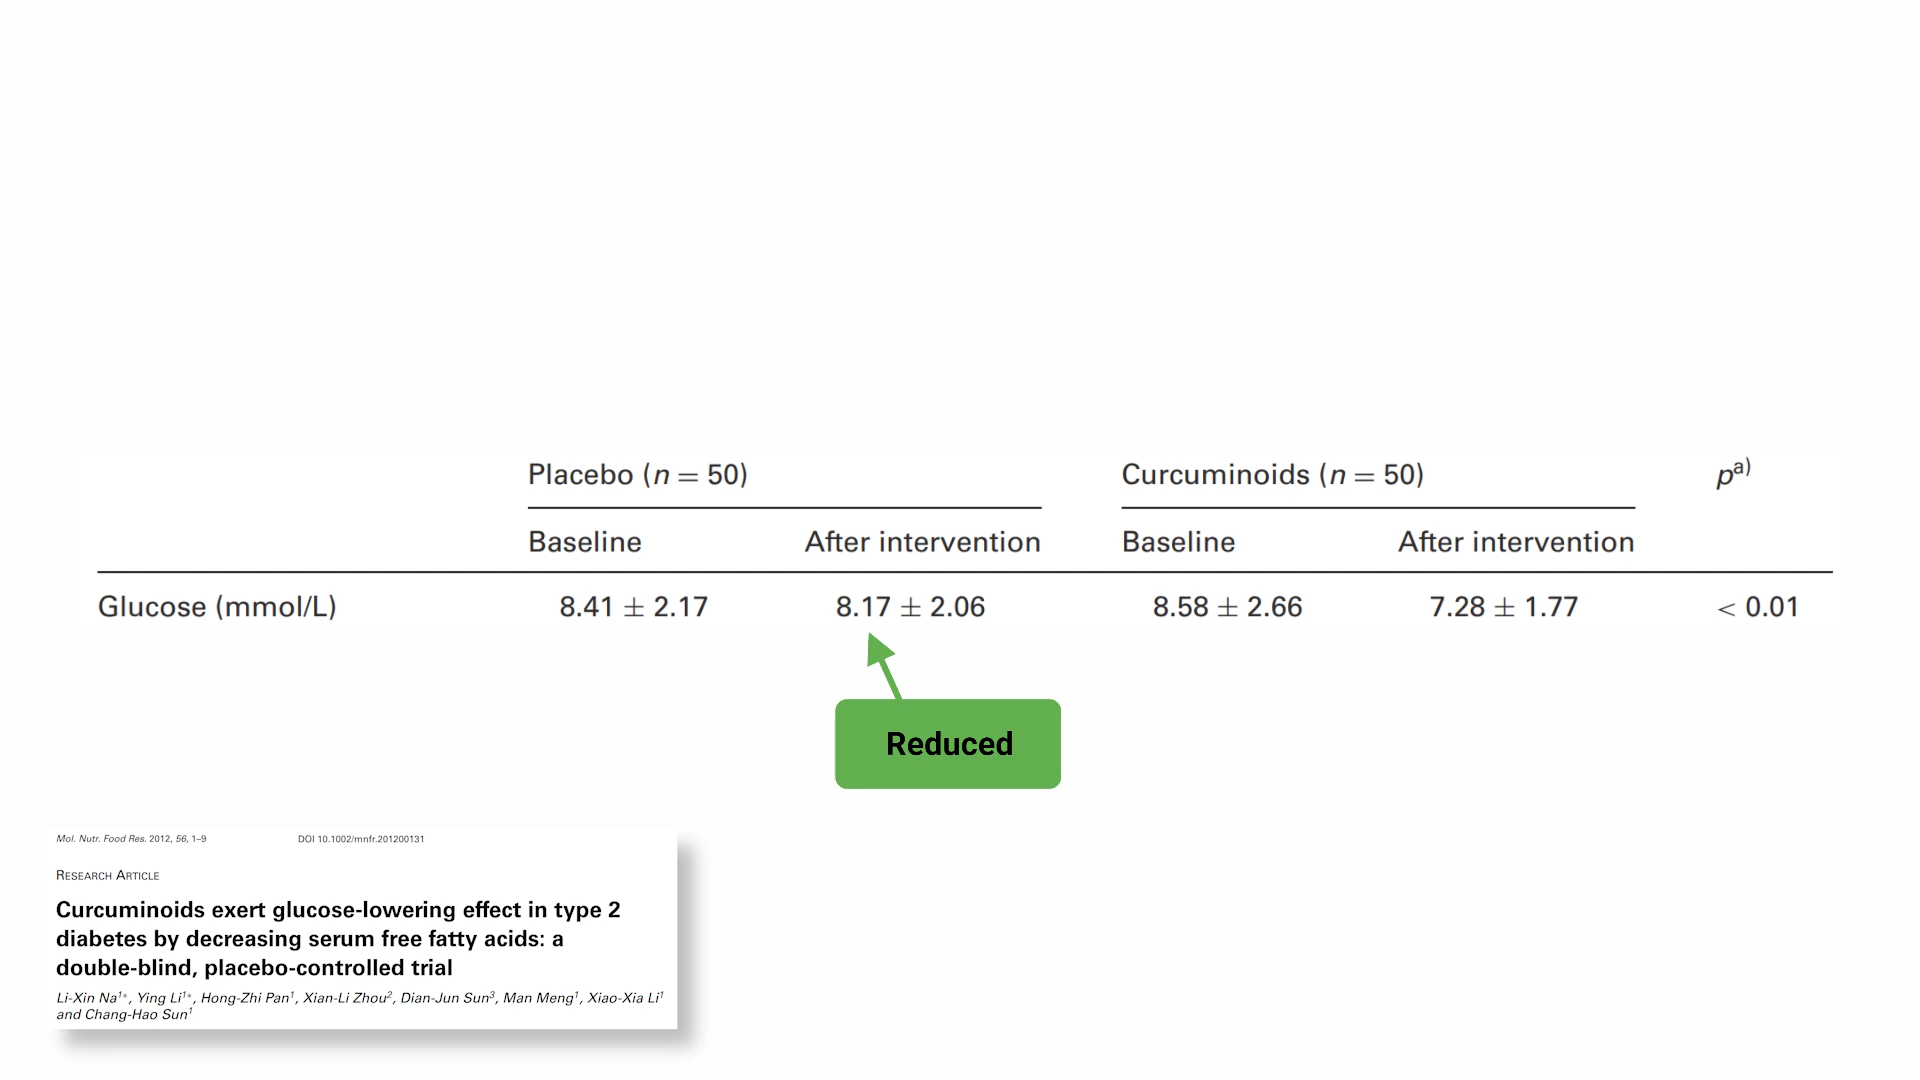 Placebo (n = 50) Curcuminoids (n = 50) pa)
Baseline After intervention Baseline After intervention
Glucose (mmol/L) 8.41 ± 2.17 8.17 ± 2.06 8.58 ± 2.66 7.28 ± 1.77 < 0.01
Reduced
Mol. Nutr. Food Res. 2012, 56, 1–9 DOI 10.1002/mnfr.201200131
RESEARCH ARTICLE
Curcuminoids exert glucose-lowering effect in type 2
diabetes by decreasing serum free fatty acids: a
double-blind, placebo-controlled trial
Li-Xin Na1*, Ying Li1*, Hong-Zhi Pan1, Xian-Li Zhou2, Dian-Jun Sun3, Man Meng1, Xiao-Xia Li1
and Chang-Hao Sun1